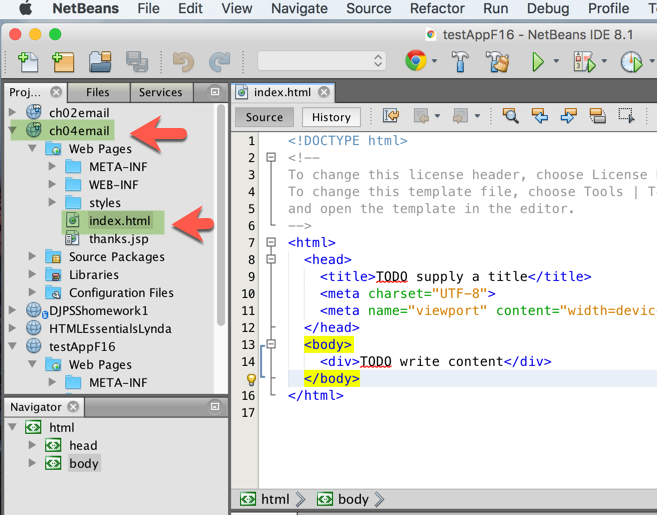 NetBeans File Edit View Navigate Source Refactor Run Debug Profile T
testAppF16 - NetBeans IDE 8.1
Proj... Files Services
ch02email
ch04email
Web Pages
META-INF
WEB-INF
styles
index.html
thanks.jsp
Source Packages
Libraries
Configuration Files
DJPSShomework1
HTMLEssentialsLynda
testAppF16
Web Pages
META-INF
Navigator
html
head
body
index.html
Source History
1 <!DOCTYPE html>
2 <!--
3 To change this license header, choose License
4 To change this template file, choose Tools | T
5 and open the template in the editor.
6 -->
7 <html>
8 <head>
9 <title>TODO supply a title</title>
10 <meta charset="UTF-8">
11 <meta name="viewport" content="width=devic
12 </head>
13 <body>
14 <div>TODO write content</div>
</body>
16 </html>
17
html body